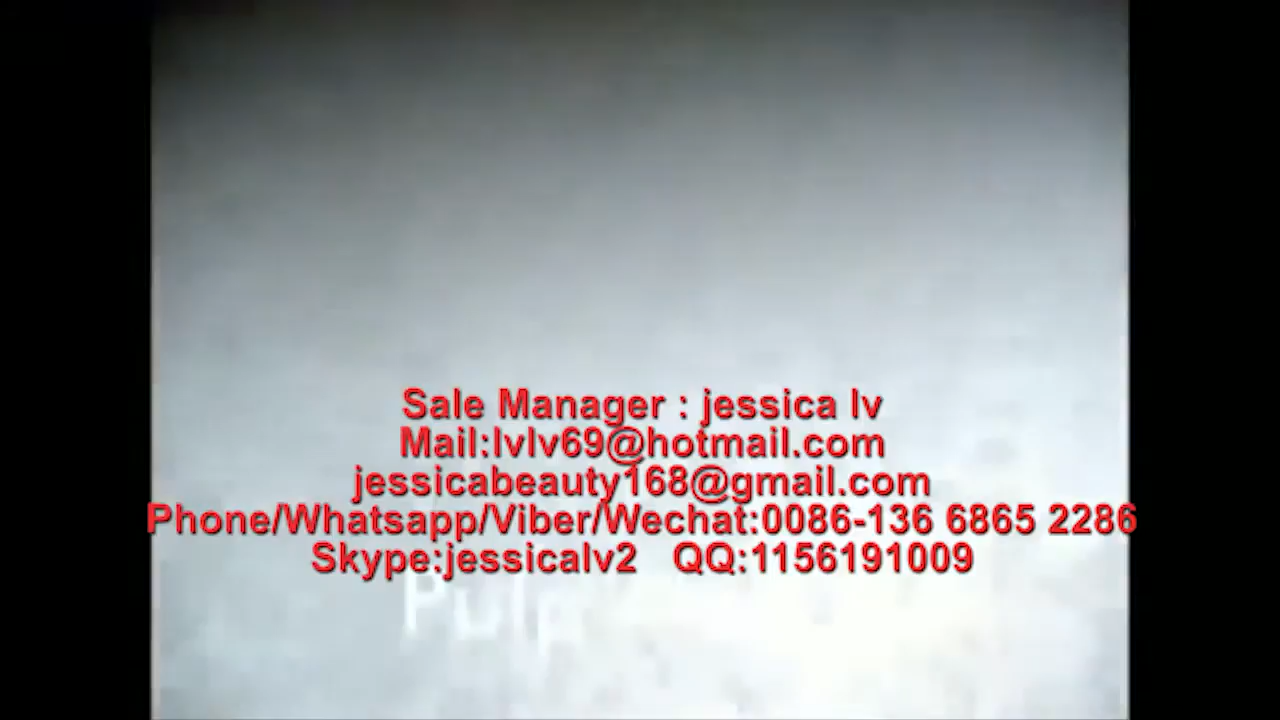 Sale Manager : jessica lv
Mail:lvlv69@hotmail.com
jessicabeauty168@gmail.com
Phone/Whatsapp/Viber/Wechat:0086-136 6865 2286
Skype:jessicalv2 QQ:1156191009
Pulp